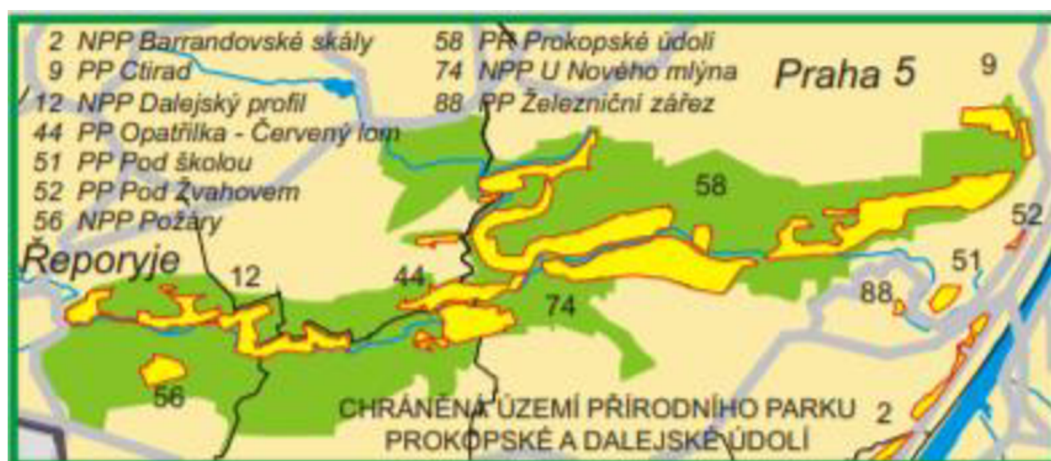 2 NPP Barrandovské skály
9 PP Ctirad
12 NPP Dalejský profil
44 PP Opatřilka - Červený lom
51 PP Pod školou
52 PP Pod Žvahovem
56 NPP Požáry
58 PR Prokopské údolí
74 NPP U Nového mlýna
88 PP Železniční zářez
Praha 5
9
58
52
Řeporyje
12
44
51
88
74
56
2
CHRÁNĚNÁ ÚZEMÍ PŘÍRODNÍHO PARKU
PROKOPSKÉ A DALEJSKÉ ÚDOLÍ